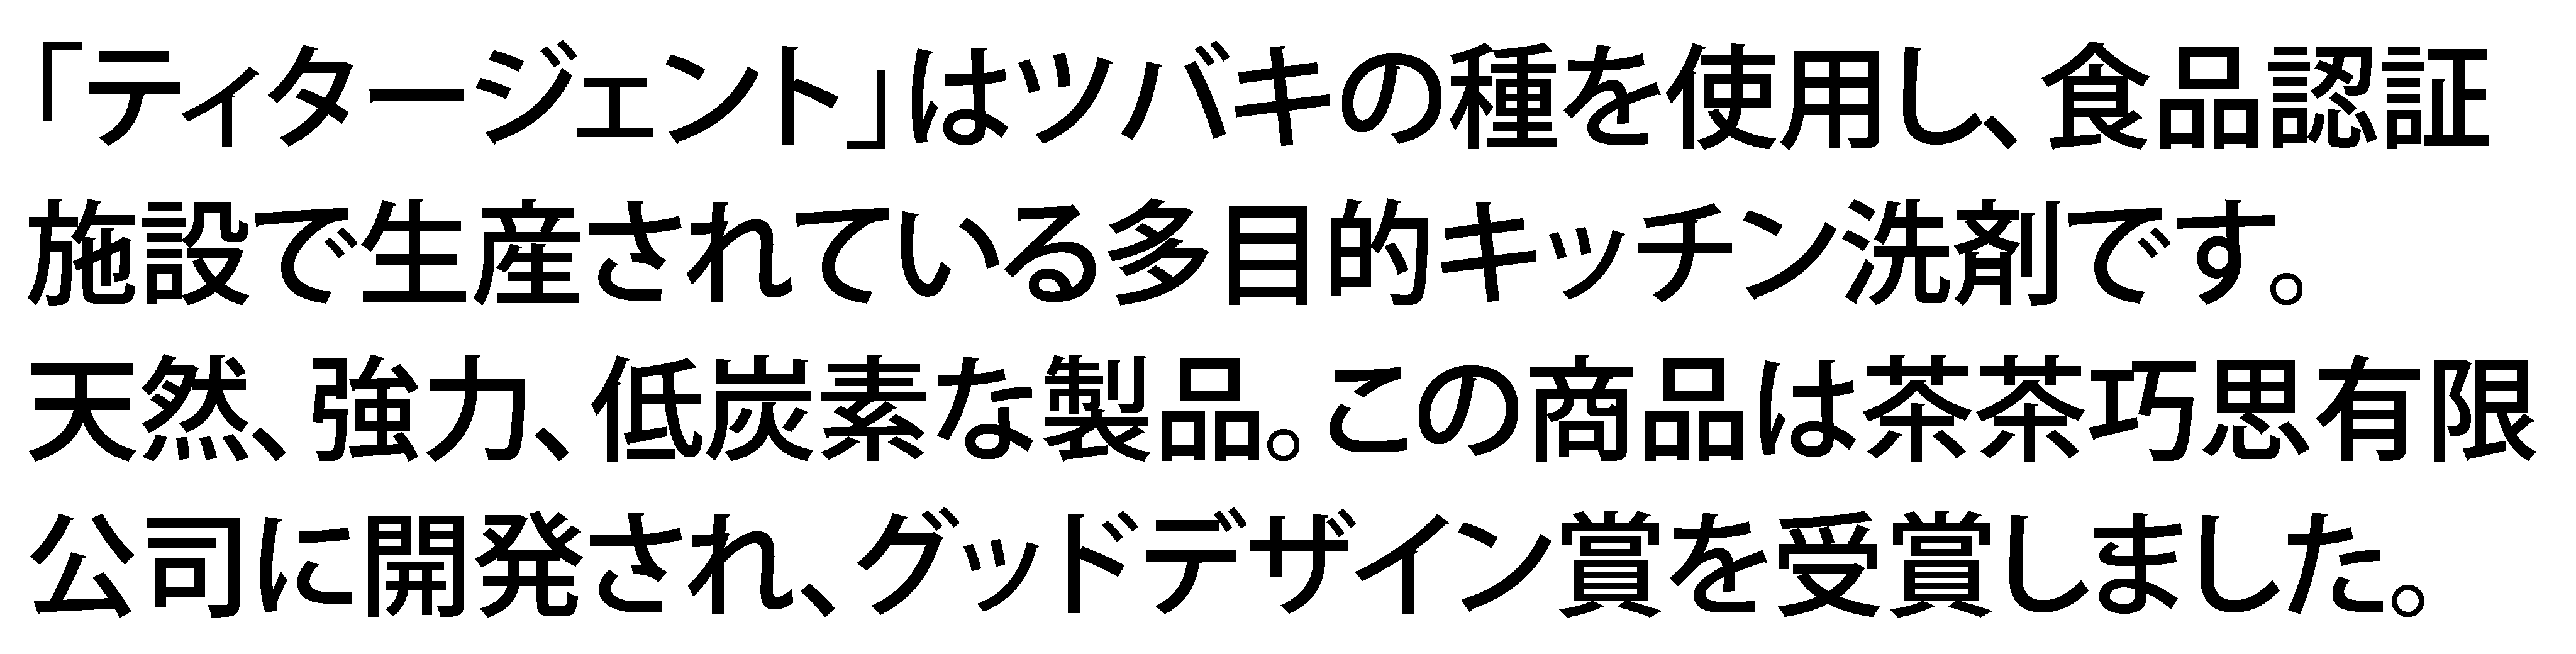 「ティタージェント」はツバキの種を使用し、食品認証
施設で生産されている多目的キッチン洗剤です。
天然、強力、低炭素な製品。この商品は茶茶巧思有限
公司に開発され、グッドデザイン賞を受賞しました。